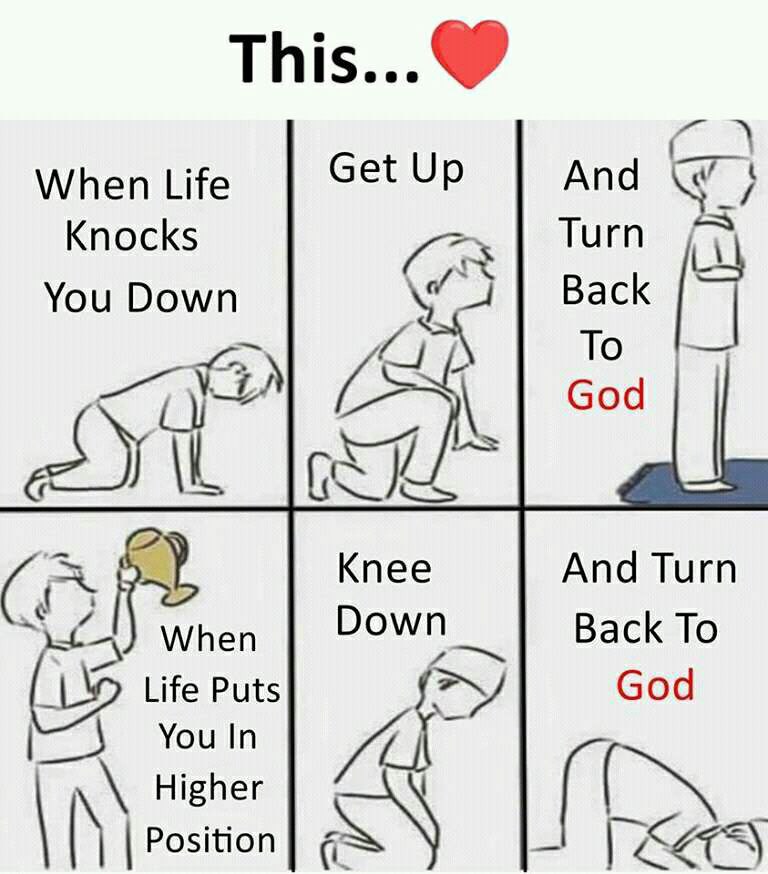 This...❤️
When Life
Knocks
You Down
Get Up
And
Turn
Back
To
God
When
Life Puts
You In
Higher
Position
Knee
Down
And Turn
Back To
God